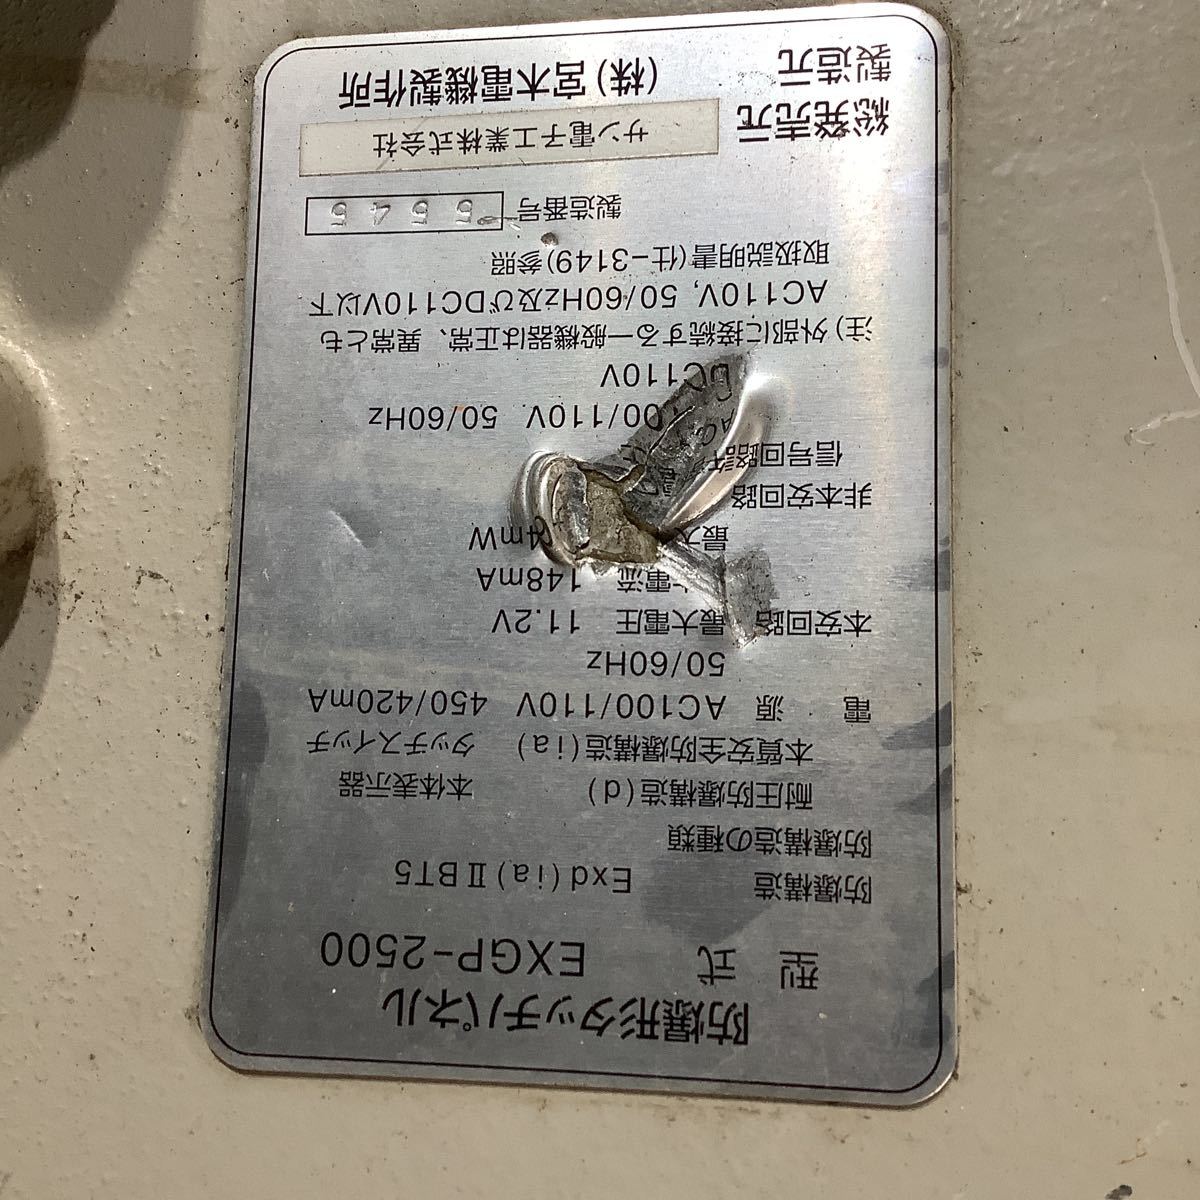 防爆形タッチパネル
型 式 EXGP-2500
防爆構造 Exd(ia)ⅡBT5
防爆構造の種類
耐圧防爆構造(d) 本体表示器
本質安全防爆構造(ia) タッチスイッチ
電 源 AC100/110V 450/420mA
50/60Hz
本安回路 最大電圧 11.2V
電流 148mA
最大 4mW
非本安回路
信号回路
00/110V 50/60Hz
DC110V
注)外部に接続する一般機器は正常、異常とも
AC110V, 50/60Hz及びDC110V以下
取扱説明書(仕-3149)参照
製造番号 5545
総発売元 サン電子工業株式会社
製造元 (株)宮木電機製作所